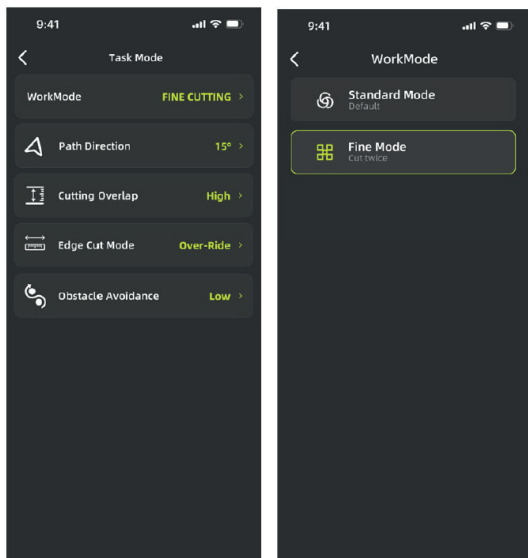 9:41
Task Mode
WorkMode FINE CUTTING >
Path Direction 15° >
Cutting Overlap High >
Edge Cut Mode Over-Ride >
Obstacle Avoidance Low >
9:41
WorkMode
Standard Mode
Default
Fine Mode
Cut twice